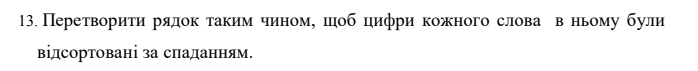 13. Перетворити рядок таким чином, щоб цифри кожного слова в ньому були
відсортовані за спаданням.